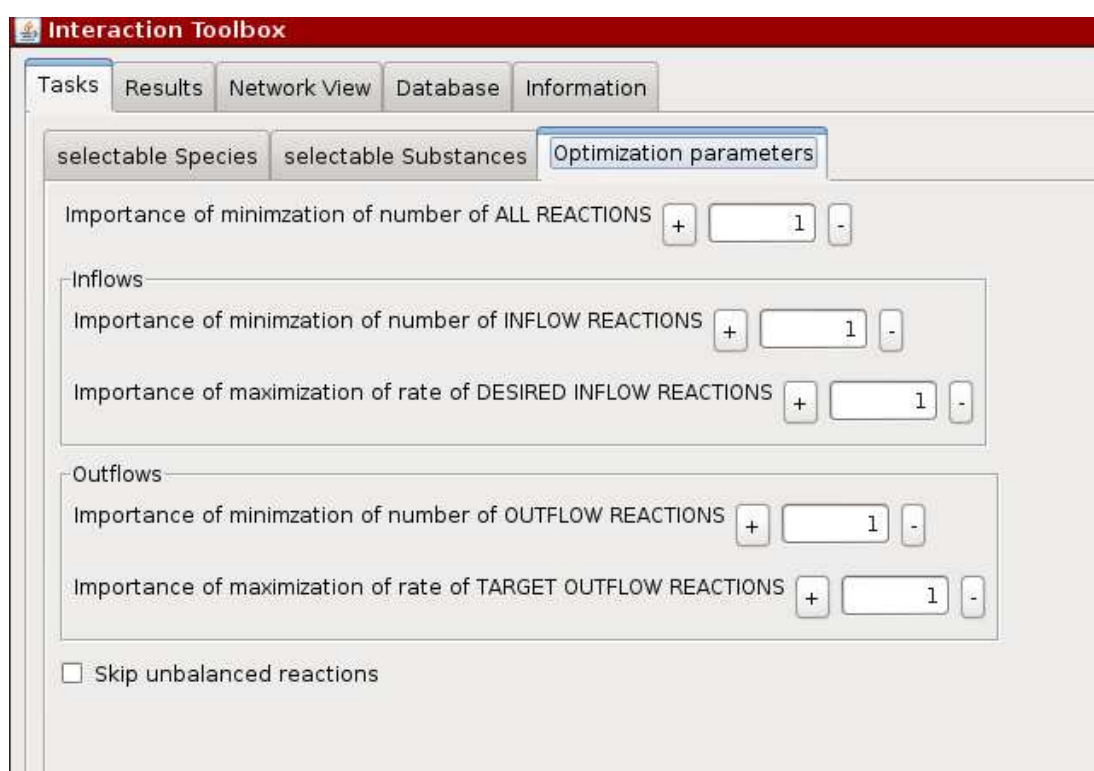 Interaction Toolbox
Tasks Results Network View Database Information
selectable Species selectable Substances Optimization parameters
Importance of minimzation of number of ALL REACTIONS + 1 -
Inflows
Importance of minimzation of number of INFLOW REACTIONS + 1 -
Importance of maximization of rate of DESIRED INFLOW REACTIONS + 1 -
Outflows
Importance of minimzation of number of OUTFLOW REACTIONS + 1 -
Importance of maximization of rate of TARGET OUTFLOW REACTIONS + 1 -
Skip unbalanced reactions